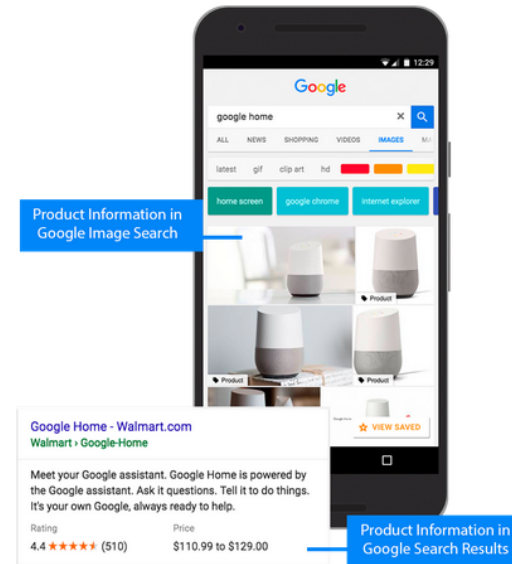 12:29
Google
google home
ALL NEWS SHOPPING VIDEOS IMAGES MA
latest gif clip art hd
home screen google chrome internet explorer
Product Information in
Google Image Search
Product
Product
Product
VIEW SAVED
Google Home - Walmart.com
Walmart › Google-Home
Meet your Google assistant. Google Home is powered by
the Google assistant. Ask it questions. Tell it to do things.
It's your own Google, always ready to help.
Rating Price
4.4 ★★★★★ (510) $110.99 to $129.00
Product Information in
Google Search Results